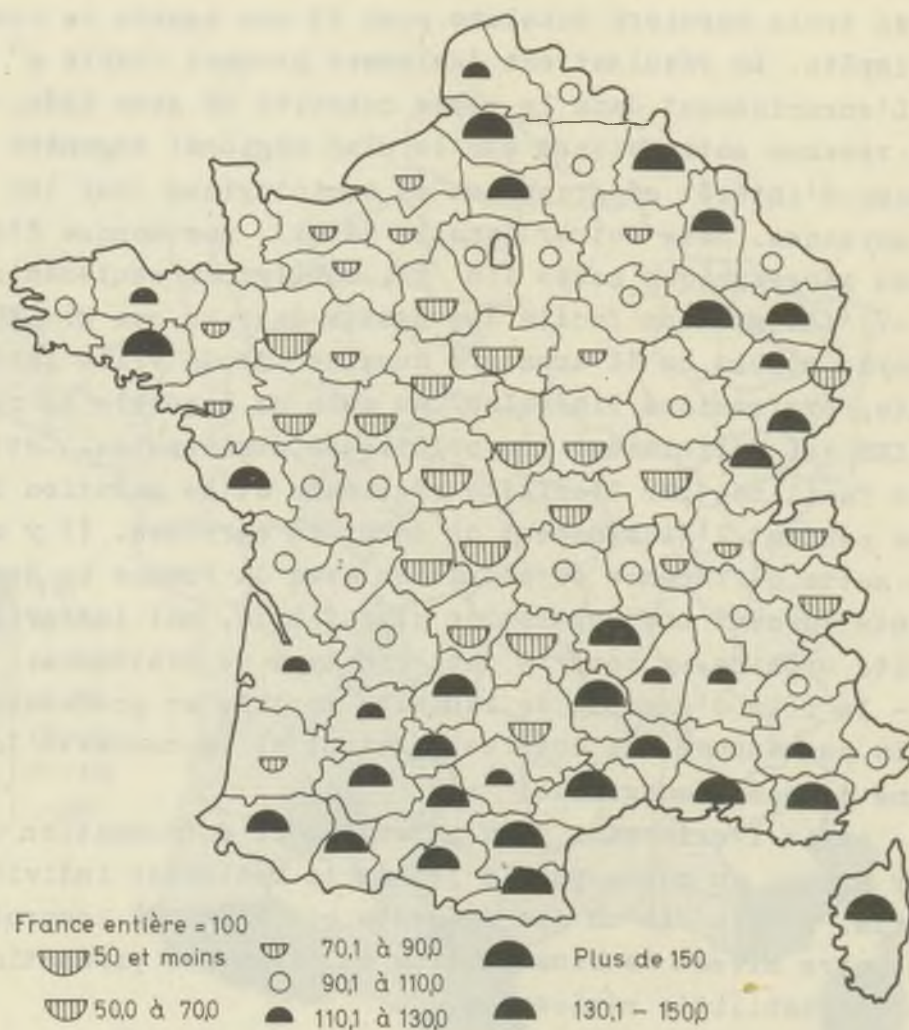 France entière = 100
50 et moins
50,0 à 70,0
70,1 à 90,0
90,1 à 110,0
110,1 à 130,0
Plus de 150
130,1 – 150,0